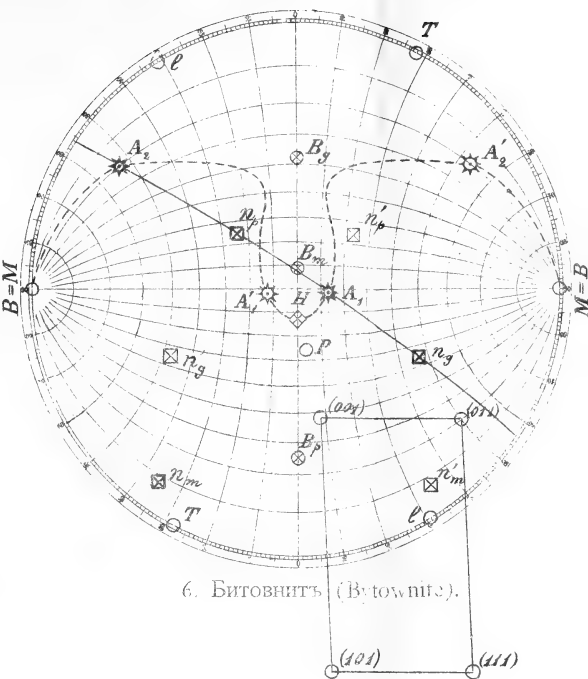 T
ℓ
A₂
B_g
A′₂
n_p
n′_p
B_m
B=M
M=B
A′₁
H
A₁
P
n_g
n_g
(001)
(011)
B_p
n_m
n′_m
T
ℓ
6. Битовнитъ (Bytownite).
(101)
(111)